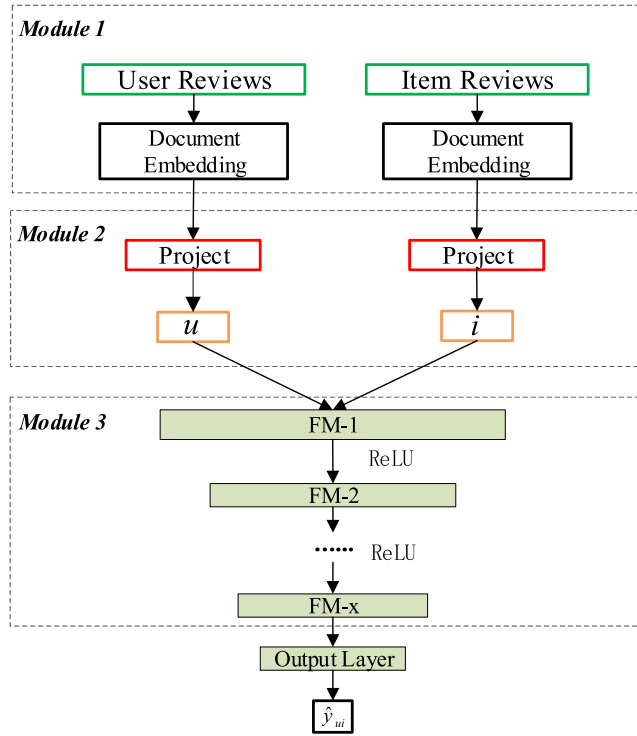 Module 1
User Reviews
Item Reviews
Document
Embedding
Document
Embedding
Module 2
Project
Project
u
i
Module 3
FM-1
ReLU
FM-2
......
ReLU
FM-x
Output Layer
ŷ ui